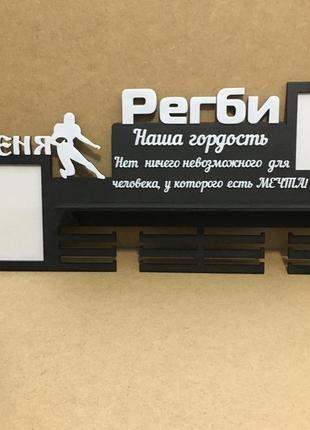 Регби
ЕНЯ
Наша гордость
Нет ничего невозможного для
человека, у которого есть МЕЧТА!